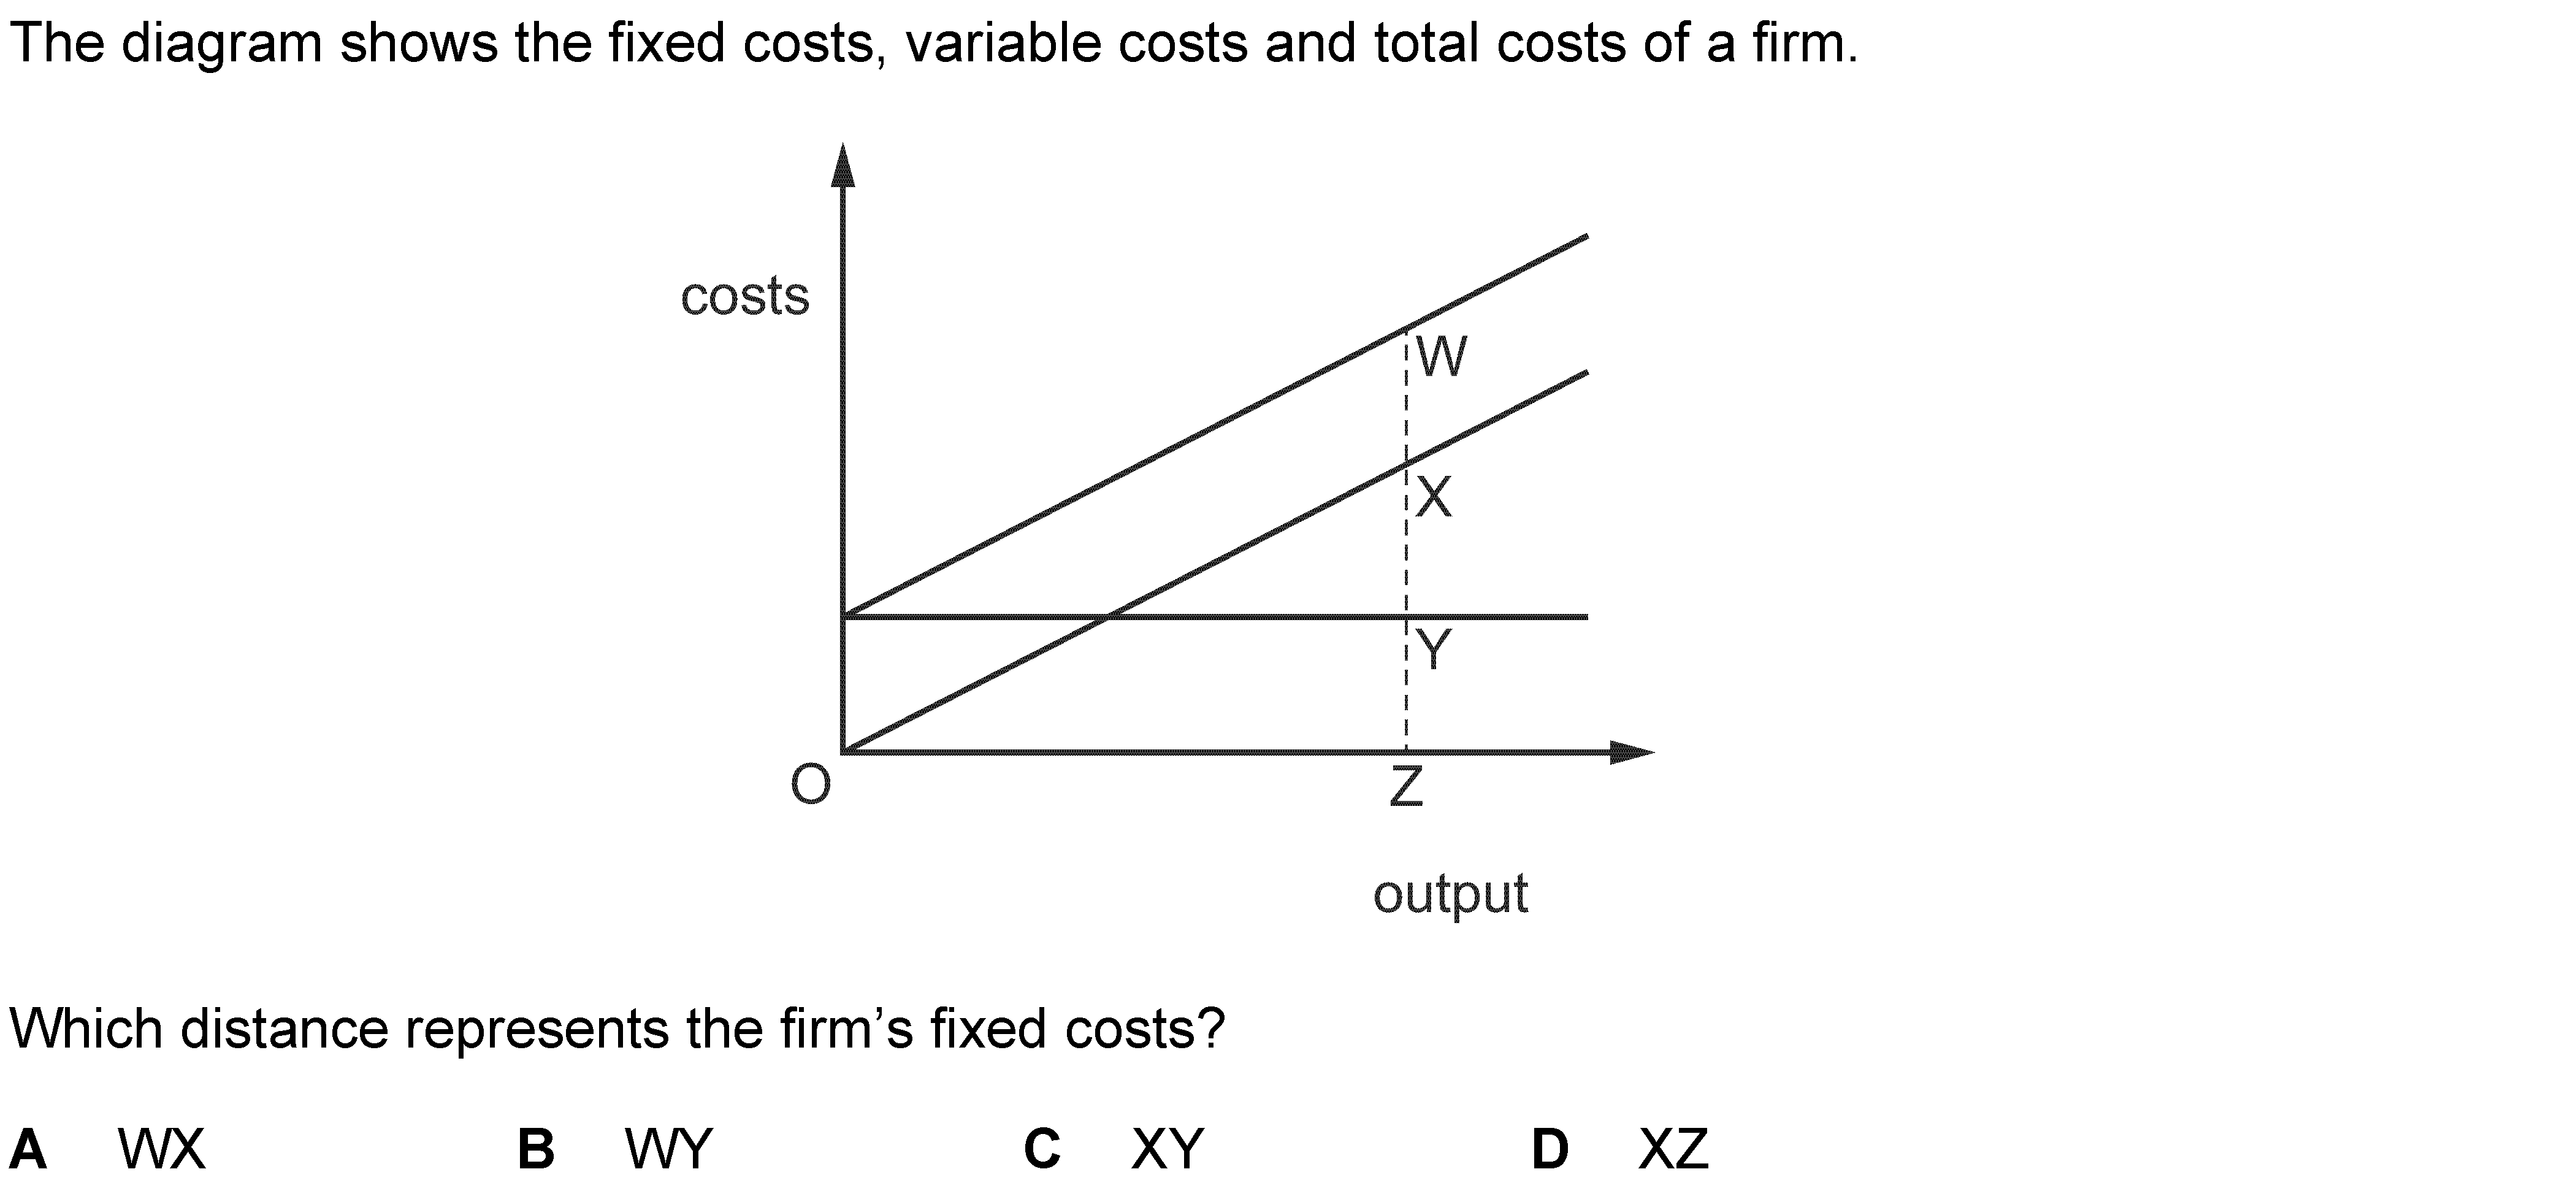 The diagram shows the fixed costs, variable costs and total costs of a firm.
costs
W
X
Y
O
Z
output
Which distance represents the firm’s fixed costs?
A WX B WY C XY D XZ